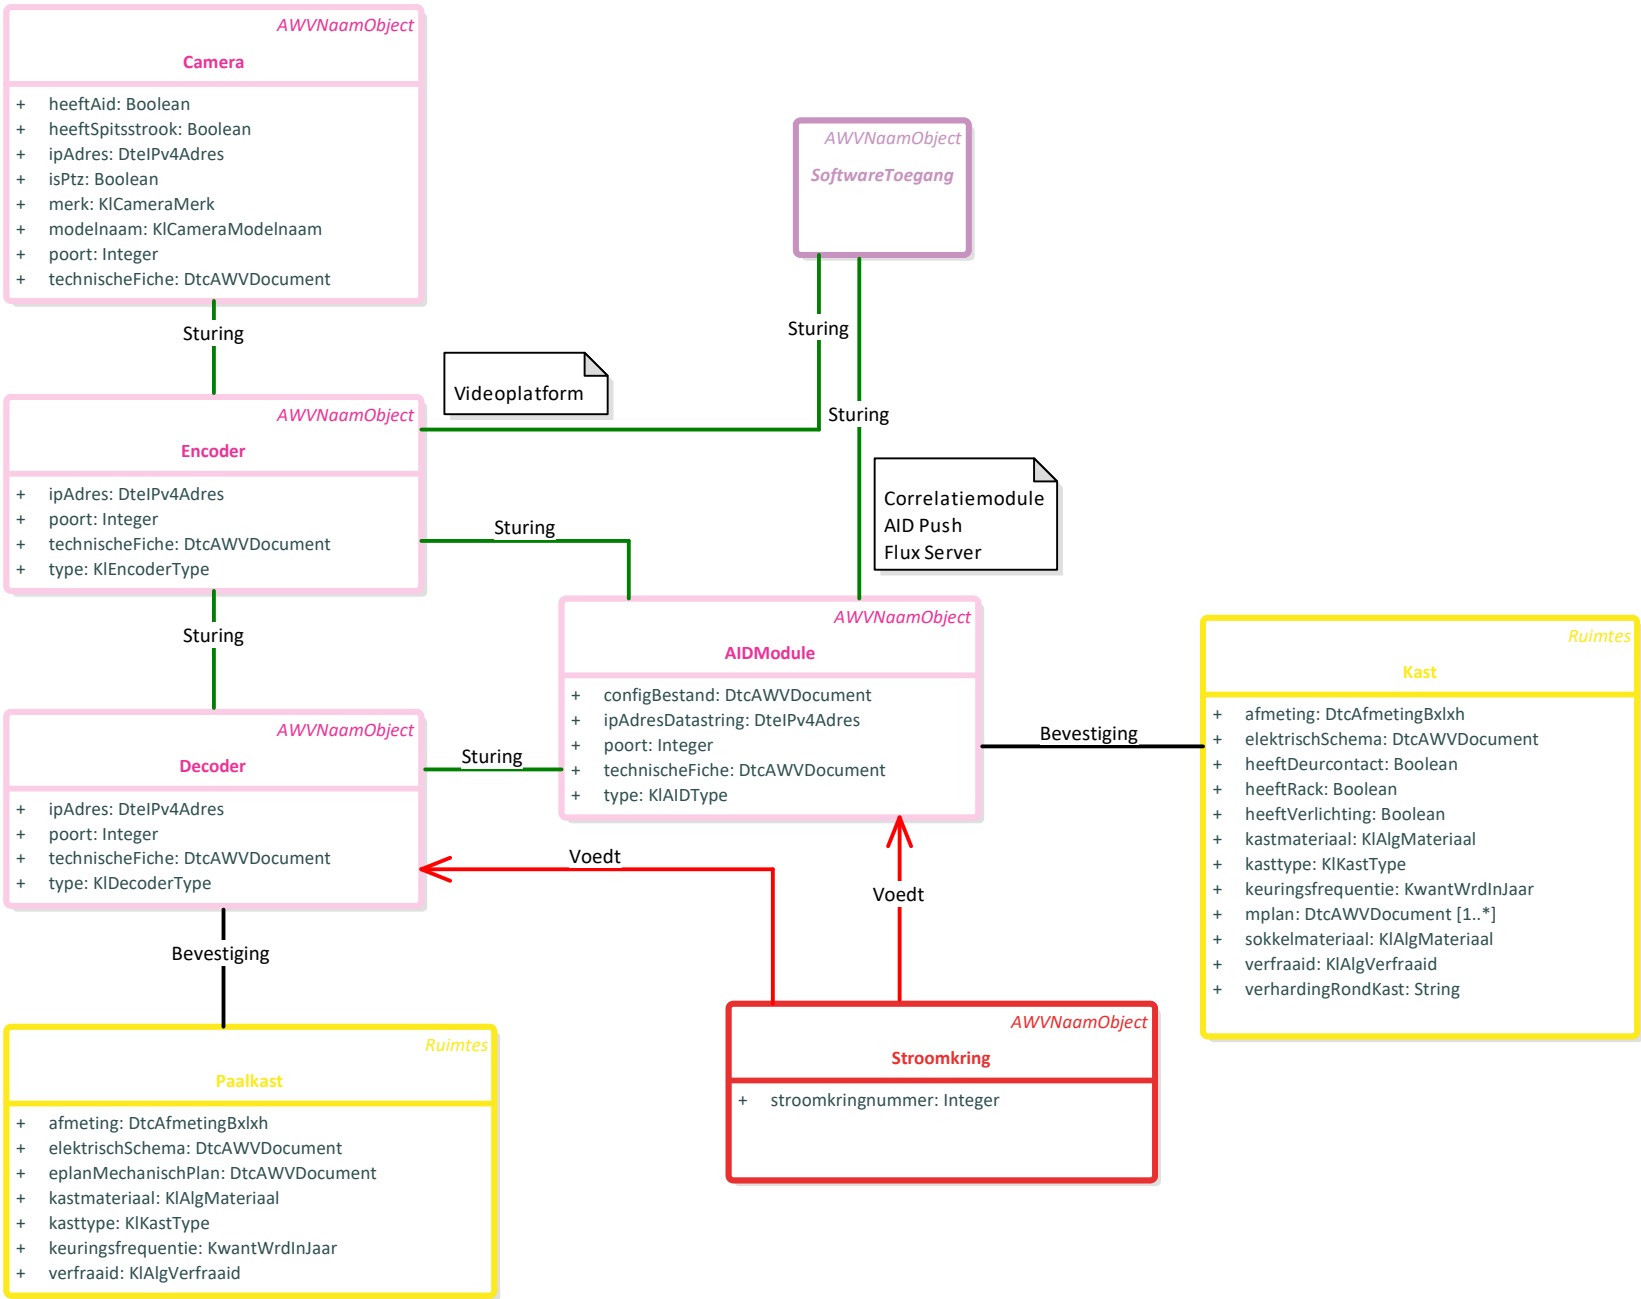 AWVNaamObject
Camera
+ heeftAid: Boolean
+ heeftSpitsstrook: Boolean
+ ipAdres: DteIPv4Adres
+ isPtz: Boolean
+ merk: KlCameraMerk
+ modelnaam: KlCameraModelnaam
+ poort: Integer
+ technischeFiche: DtcAWVDocument
AWVNaamObject
SoftwareToegang
Sturing
Sturing
Videoplatform
Sturing
AWVNaamObject
Encoder
+ ipAdres: DteIPv4Adres
+ poort: Integer
+ technischeFiche: DtcAWVDocument
+ type: KlEncoderType
Correlatiemodule
AID Push
Flux Server
Sturing
Sturing
AWVNaamObject
AIDModule
+ configBestand: DtcAWVDocument
+ ipAdresDatastring: DteIPv4Adres
+ poort: Integer
+ technischeFiche: DtcAWVDocument
+ type: KlAIDType
Ruimtes
Kast
+ afmeting: DtcAfmetingBxlxh
+ elektrischSchema: DtcAWVDocument
+ heeftDeurcontact: Boolean
+ heeftRack: Boolean
+ heeftVerlichting: Boolean
+ kastmateriaal: KlAlgMateriaal
+ kasttype: KlKastType
+ keuringsfrequentie: KwantWrdInJaar
+ mplan: DtcAWVDocument [1..*]
+ sokkelmateriaal: KlAlgMateriaal
+ verfraaid: KlAlgVerfraaid
+ verhardingRondKast: String
Bevestiging
AWVNaamObject
Decoder
+ ipAdres: DteIPv4Adres
+ poort: Integer
+ technischeFiche: DtcAWVDocument
+ type: KlDecoderType
Sturing
Voedt
Voedt
Bevestiging
AWVNaamObject
Stroomkring
+ stroomkringnummer: Integer
Ruimtes
Paalkast
+ afmeting: DtcAfmetingBxlxh
+ elektrischSchema: DtcAWVDocument
+ eplanMechanischPlan: DtcAWVDocument
+ kastmateriaal: KlAlgMateriaal
+ kasttype: KlKastType
+ keuringsfrequentie: KwantWrdInJaar
+ verfraaid: KlAlgVerfraaid